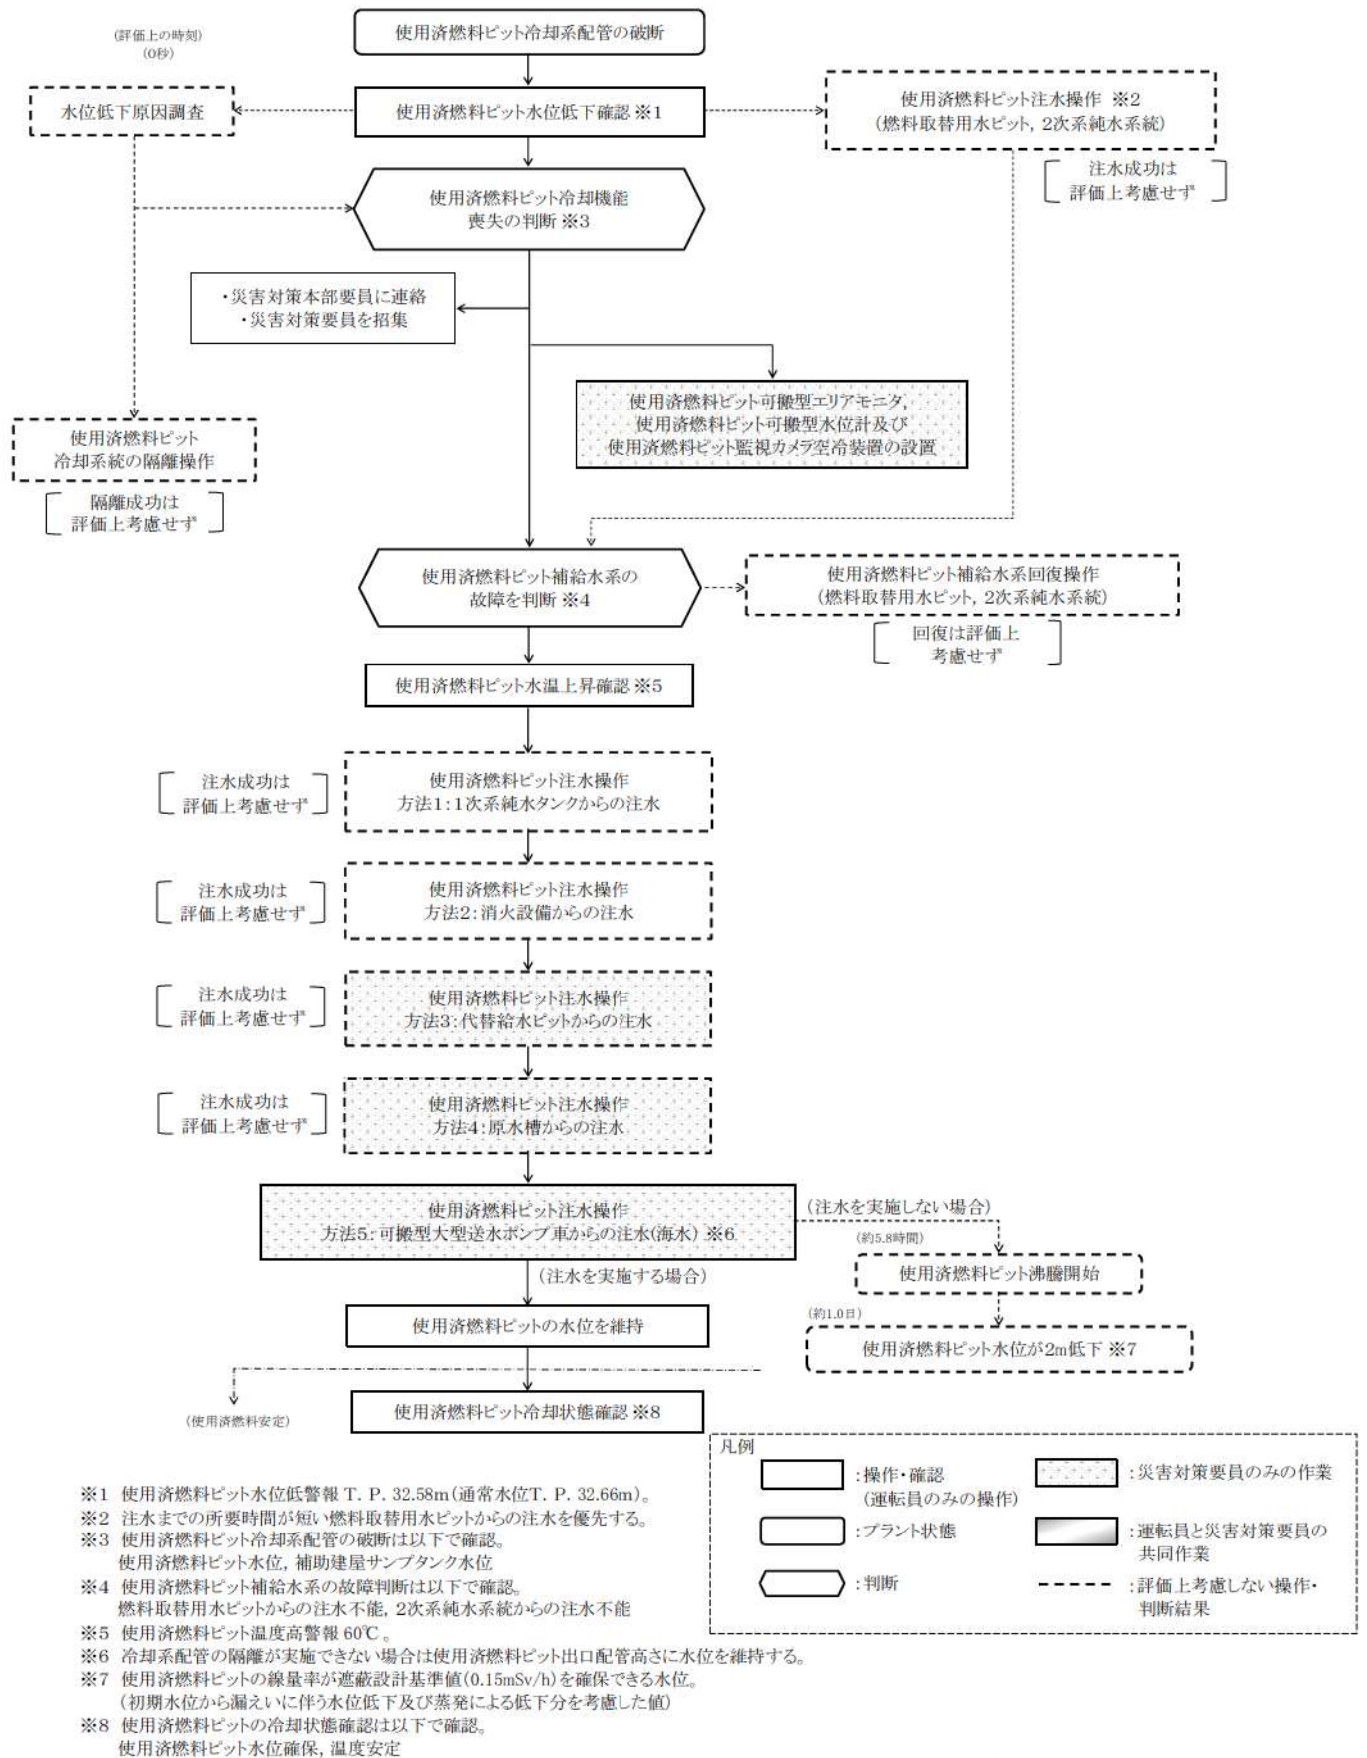 使用済燃料ピット冷却系配管の破断
(評価上の時刻)
(0秒)
水位低下原因調査
使用済燃料ピット水位低下確認 ※1
使用済燃料ピット注水操作 ※2
(燃料取替用水ピット, 2次系純水系統)
注水成功は
評価上考慮せず
使用済燃料ピット冷却機能
喪失の判断 ※3
・災害対策本部要員に連絡
・災害対策要員を招集
使用済燃料ピット可搬型エリアモニタ,
使用済燃料ピット可搬型水位計及び
使用済燃料ピット監視カメラ空冷装置の設置
使用済燃料ピット
冷却系統の隔離操作
隔離成功は
評価上考慮せず
使用済燃料ピット補給水系の
故障を判断 ※4
使用済燃料ピット補給水系回復操作
(燃料取替用水ピット, 2次系純水系統)
回復は評価上
考慮せず
使用済燃料ピット水温上昇確認 ※5
注水成功は
評価上考慮せず
使用済燃料ピット注水操作
方法1:1次系純水タンクからの注水
注水成功は
評価上考慮せず
使用済燃料ピット注水操作
方法2:消火設備からの注水
注水成功は
評価上考慮せず
使用済燃料ピット注水操作
方法3:代替給水ピットからの注水
注水成功は
評価上考慮せず
使用済燃料ピット注水操作
方法4:原水槽からの注水
使用済燃料ピット注水操作
方法5:可搬型大型送水ポンプ車からの注水(海水) ※6
(注水を実施しない場合)
(約5.8時間)
使用済燃料ピット沸騰開始
(注水を実施する場合)
(約1.0日)
使用済燃料ピットの水位を維持
使用済燃料ピット水位が2m低下 ※7
(使用済燃料安定)
使用済燃料ピット冷却状態確認 ※8
凡例
:操作・確認
(運転員のみの操作)
:災害対策要員のみの作業
:プラント状態
:運転員と災害対策要員の
共同作業
:判断
:評価上考慮しない操作・
判断結果
※1 使用済燃料ピット水位低警報 T. P. 32.58m(通常水位T. P. 32.66m)。
※2 注水までの所要時間が短い燃料取替用水ピットからの注水を優先する。
※3 使用済燃料ピット冷却系配管の破断は以下で確認。
使用済燃料ピット水位, 補助建屋サンプタンク水位
※4 使用済燃料ピット補給水系の故障判断は以下で確認。
燃料取替用水ピットからの注水不能, 2次系純水系統からの注水不能
※5 使用済燃料ピット温度高警報 60℃。
※6 冷却系配管の隔離が実施できない場合は使用済燃料ピット出口配管高さに水位を維持する。
※7 使用済燃料ピットの線量率が遮蔽設計基準値(0.15mSv/h)を確保できる水位。
(初期水位から漏えいに伴う水位低下及び蒸発による低下分を考慮した値)
※8 使用済燃料ピットの冷却状態確認は以下で確認。
使用済燃料ピット水位確保, 温度安定